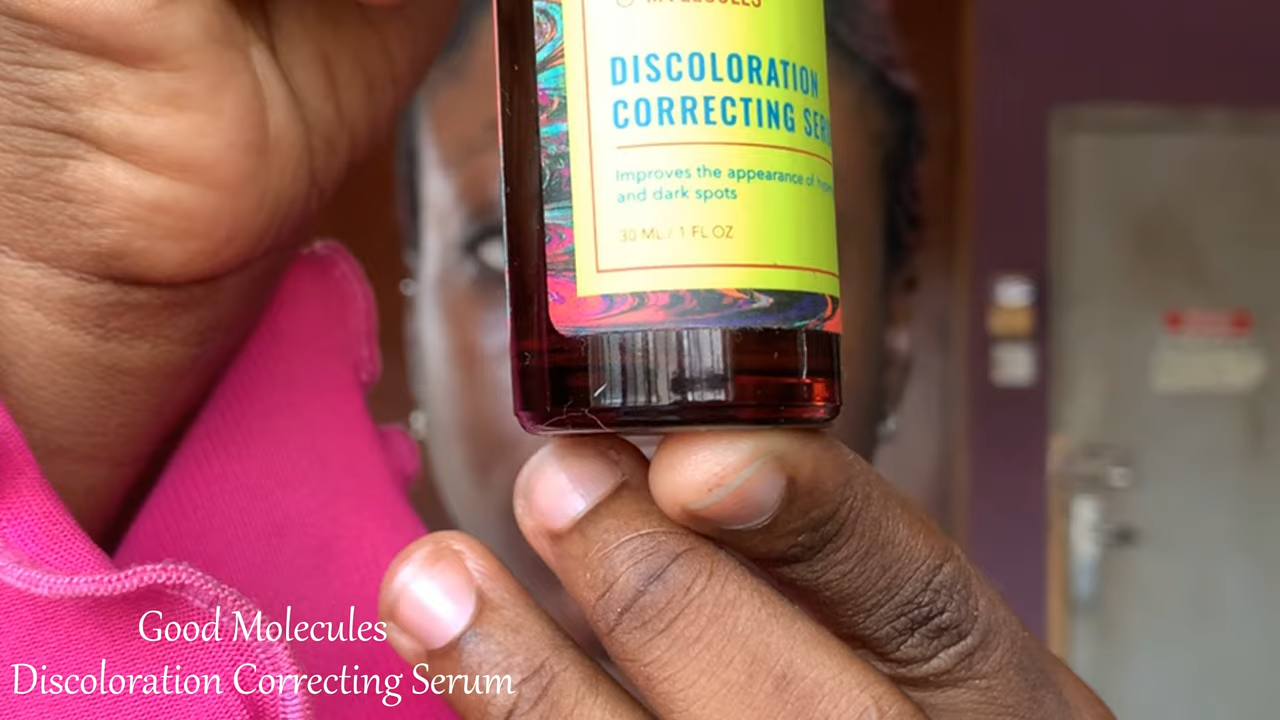 DISCOLORATION
CORRECTING SER
Improves the appearance of
and dark spots
30 ML / 1 FL OZ
Good Molecules
Discoloration Correcting Serum